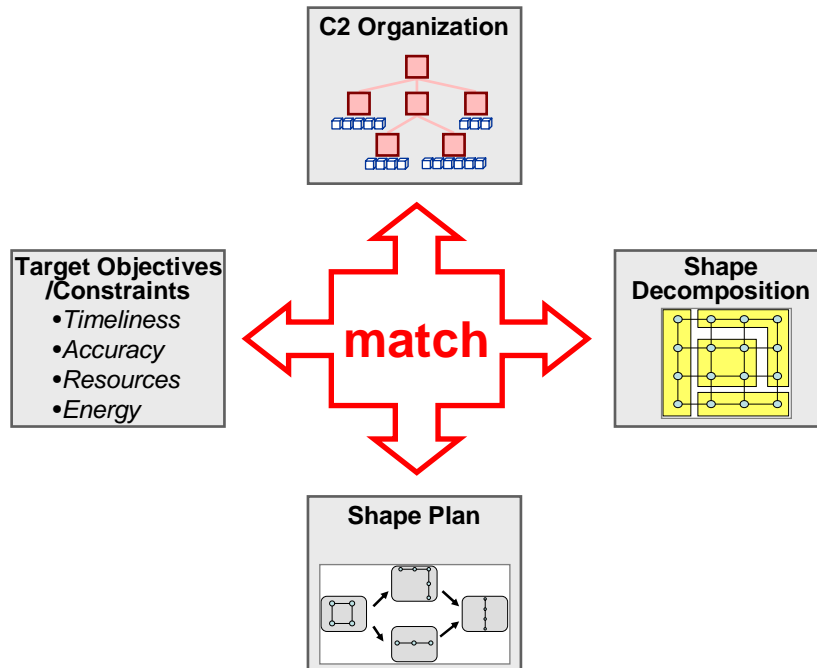 C2 Organization
Target Objectives
/Constraints
•Timeliness
•Accuracy
•Resources
•Energy
match
Shape
Decomposition
Shape Plan